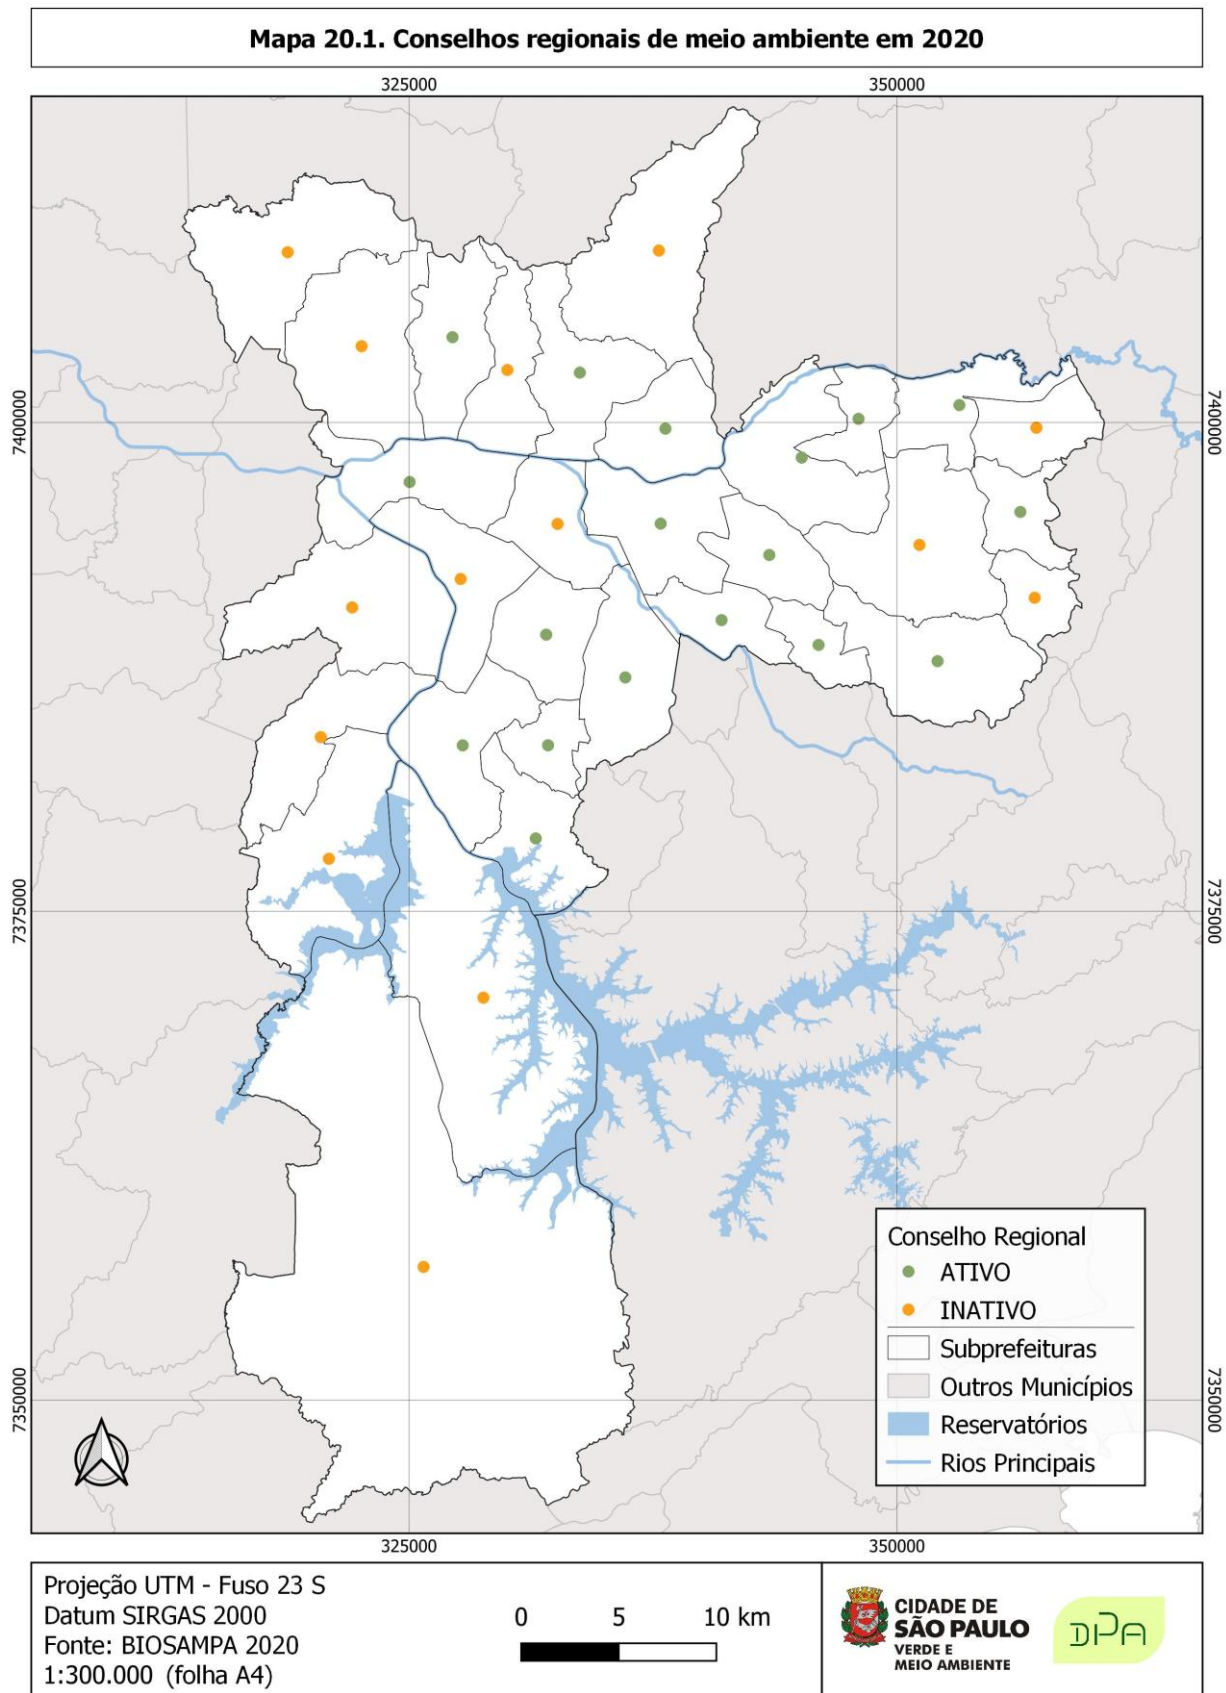 Mapa 20.1. Conselhos regionais de meio ambiente em 2020
325000
350000
7400000
7400000
7375000
7375000
7350000
7350000
Conselho Regional
ATIVO
INATIVO
Subprefeituras
Outros Municípios
Reservatórios
Rios Principais
325000
350000
Projeção UTM - Fuso 23 S
Datum SIRGAS 2000
Fonte: BIOSAMPA 2020
1:300.000 (folha A4)
0 5 10 km
CIDADE DE
SÃO PAULO
VERDE E
MEIO AMBIENTE
DPA